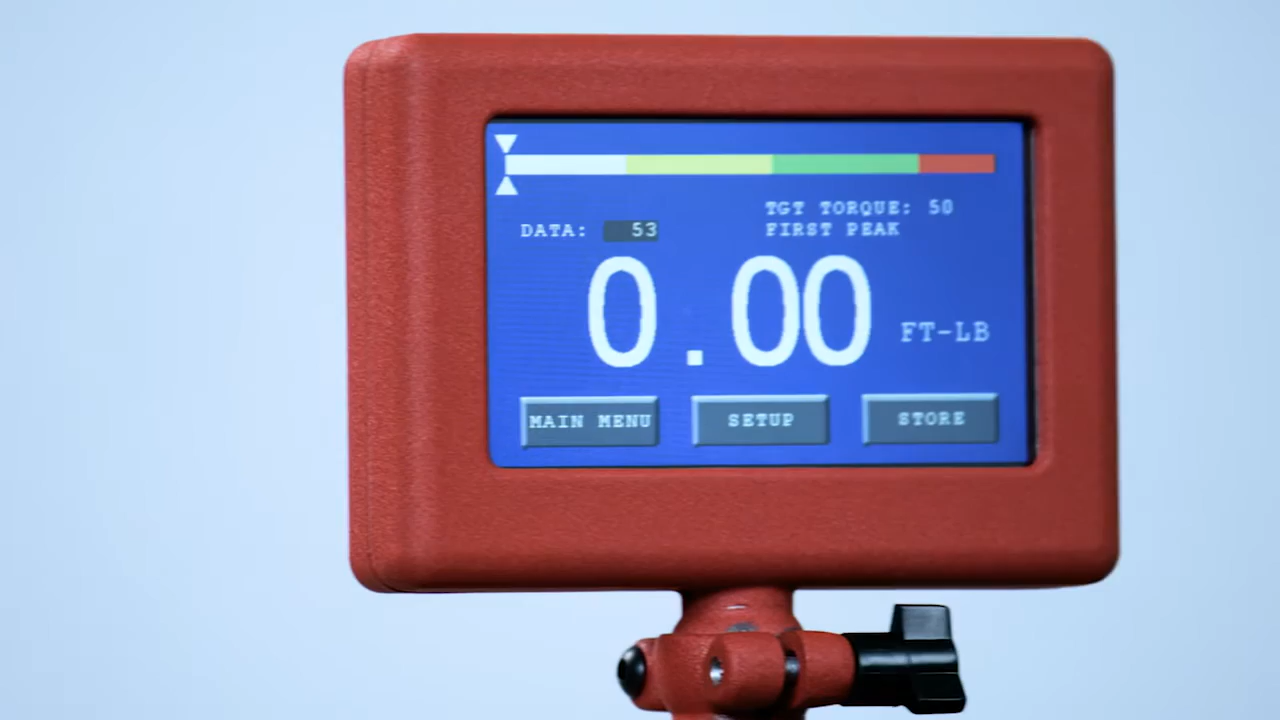 TGT TORQUE: 50
DATA: 53
FIRST PEAK
0.00 FT-LB
MAIN MENU
SETUP
STORE